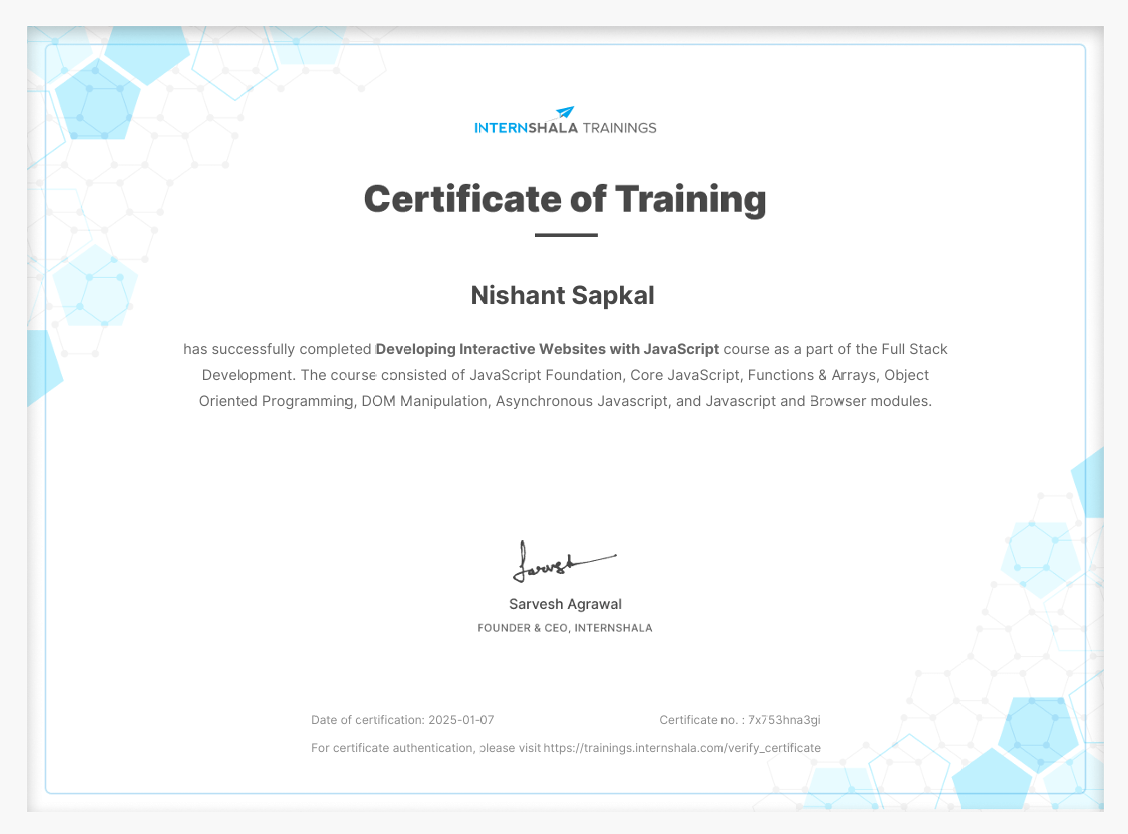 INTERNSHALA TRAININGS
Certificate of Training
Nishant Sapkal
has successfully completed Developing Interactive Websites with JavaScript course as a part of the Full Stack
Development. The course consisted of JavaScript Foundation, Core JavaScript, Functions & Arrays, Object
Oriented Programming, DOM Manipulation, Asynchronous Javascript, and Javascript and Browser modules.
Sarvesh
Sarvesh Agrawal
FOUNDER & CEO, INTERNSHALA
Date of certification: 2025-01-07 Certificate no. : 7x753hna3gi
For certificate authentication, please visit https://trainings.internshala.com/verify_certificate